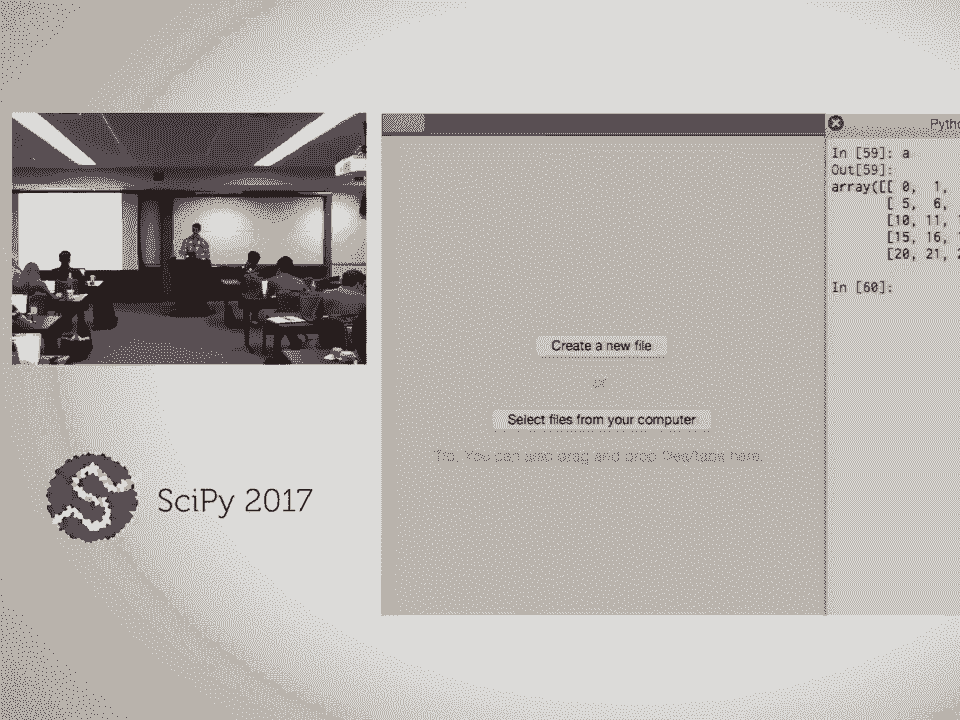 SciPy 2017
Create a new file
or
Select files from your computer
Tip: You can also drag and drop files/tabs here.
In [59]: a
Out[59]:
array([[ 0, 1,
[ 5, 6,
[10, 11,
[15, 16,
[20, 21,
In [60]: